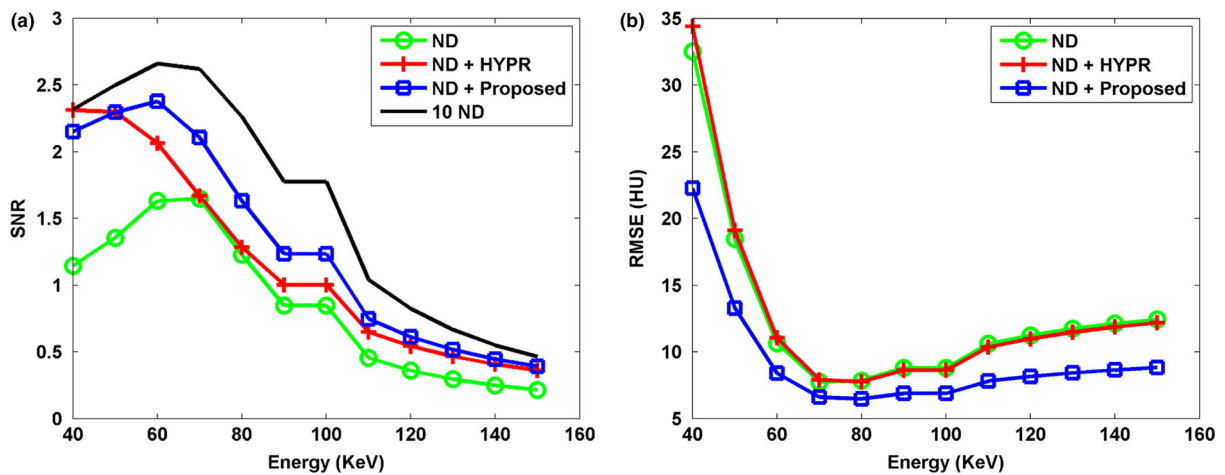 (a)
3
2.5
2
1.5
1
0.5
0
SNR
40 60 80 100 120 140 160
Energy (KeV)
ND
ND + HYPR
ND + Proposed
10 ND
(b)
35
30
25
20
15
10
5
RMSE (HU)
40 60 80 100 120 140 160
Energy (KeV)
ND
ND + HYPR
ND + Proposed